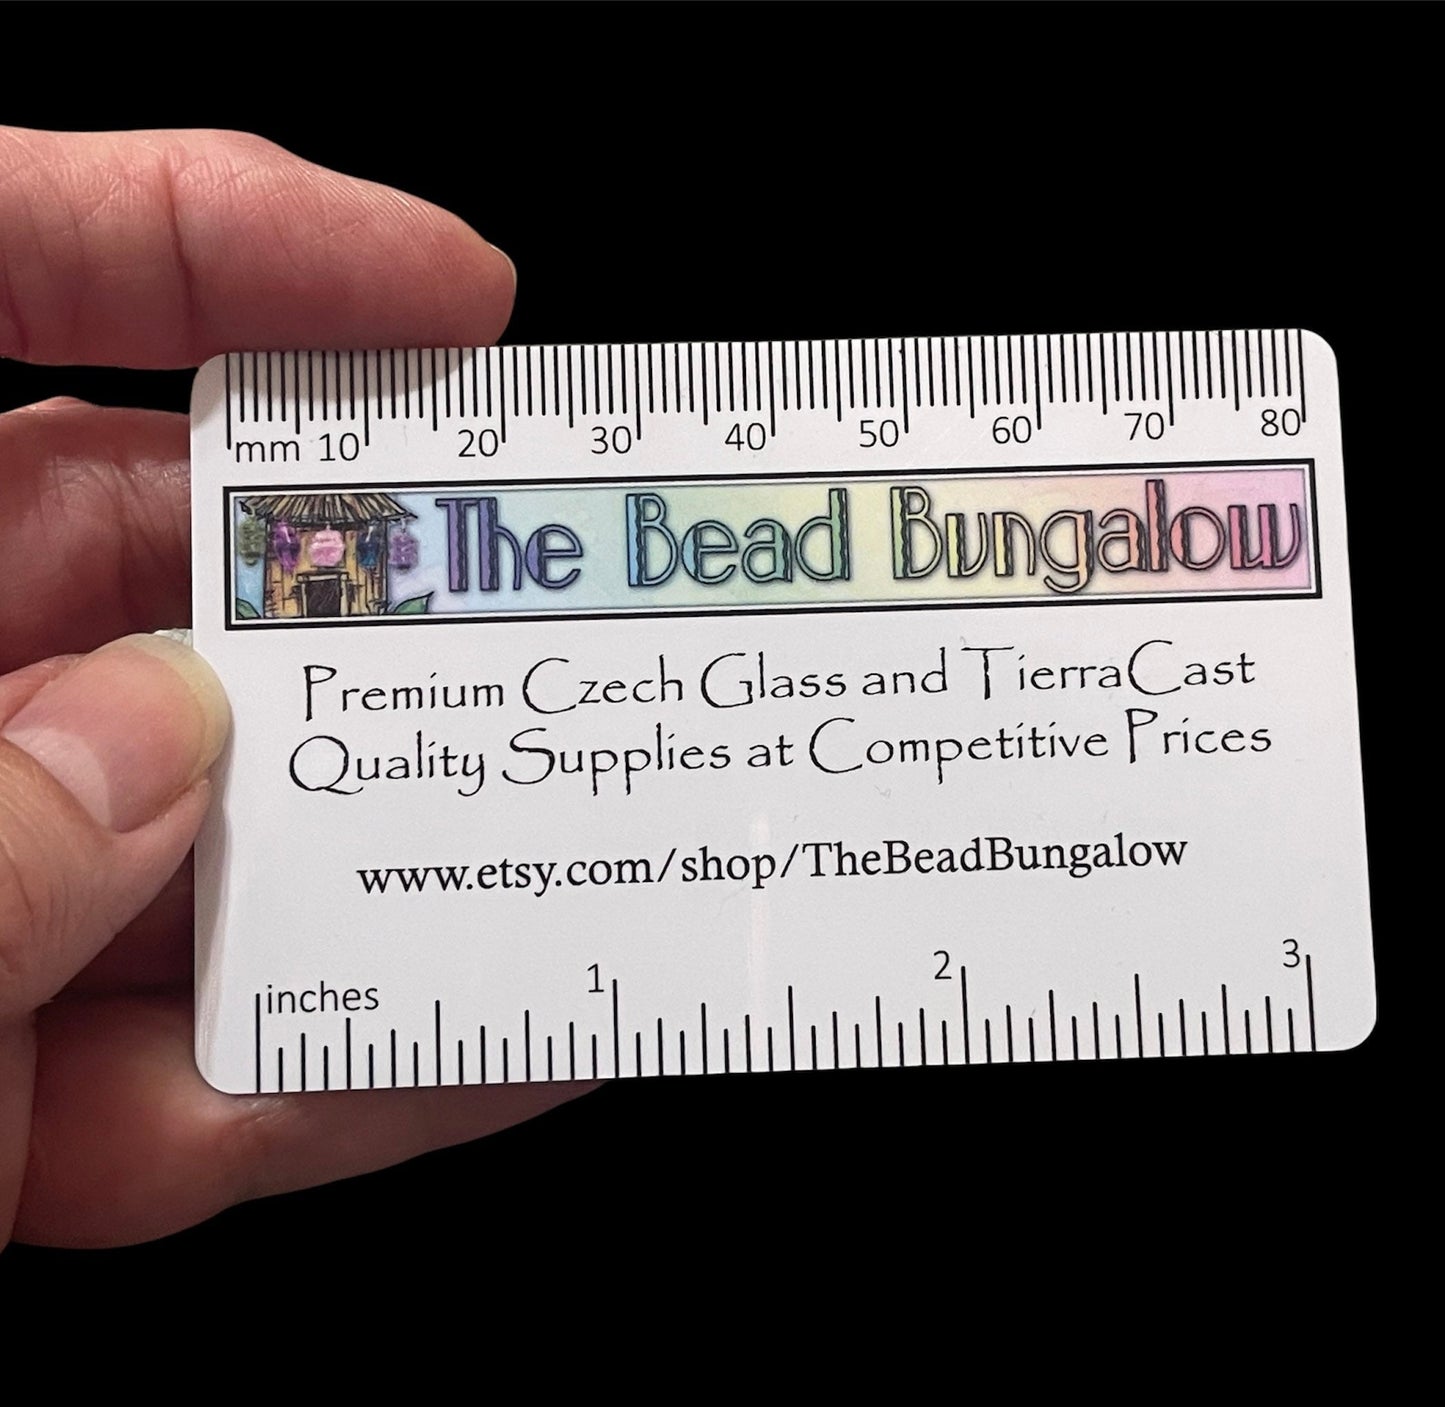 mm 10 20 30 40 50 60 70 80
The Bead Bungalow
Premium Czech Glass and TierraCast
Quality Supplies at Competitive Prices
www.etsy.com/shop/TheBeadBungalow
inches 1 2 3